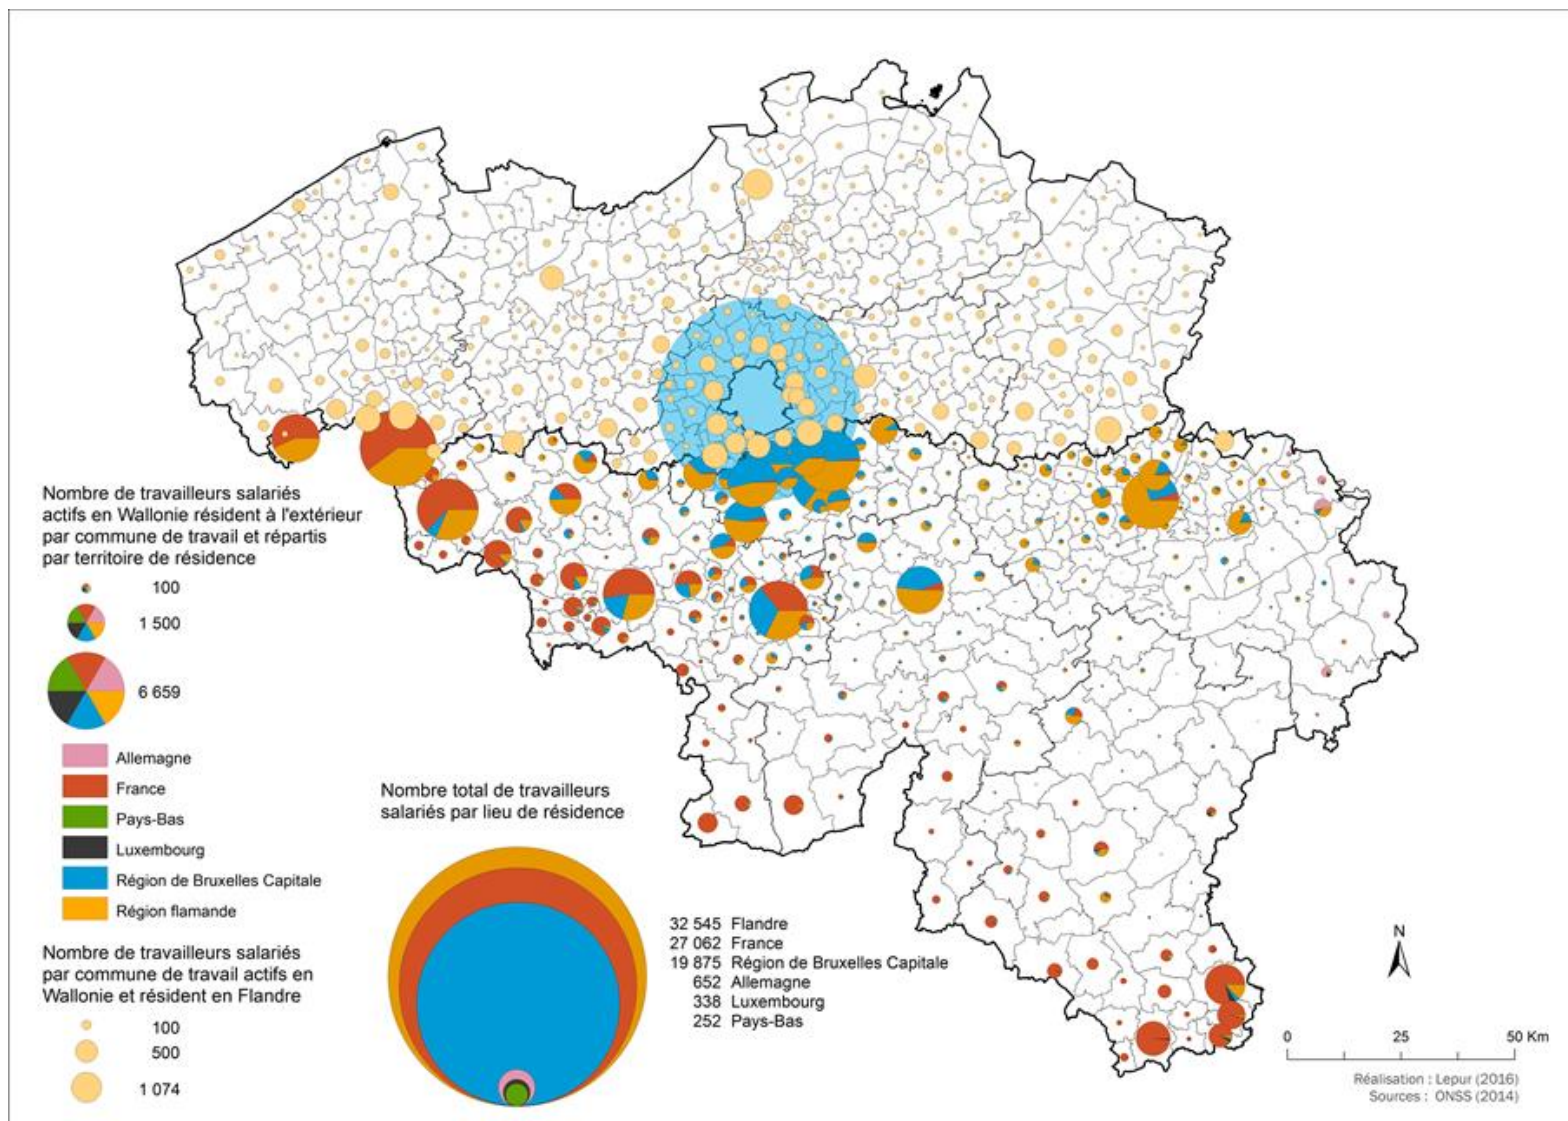 Nombre de travailleurs salariés
actifs en Wallonie résident à l'extérieur
par commune de travail et répartis
par territoire de résidence
100
1 500
6 659
Allemagne
France
Pays-Bas
Luxembourg
Région de Bruxelles Capitale
Région flamande
Nombre de travailleurs salariés
par commune de travail actifs en
Wallonie et résident en Flandre
100
500
1 074
Nombre total de travailleurs
salariés par lieu de résidence
32 545 Flandre
27 062 France
19 875 Région de Bruxelles Capitale
652 Allemagne
338 Luxembourg
252 Pays-Bas
N
0 25 50 Km
Réalisation : Lepur (2016)
Sources : ONSS (2014)